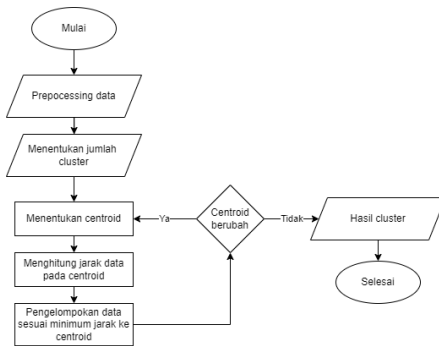 Mulai
Prepocessing data
Menentukan jumlah
cluster
Menentukan centroid
Menghitung jarak data
pada centroid
Pengelompokan data
sesuai minimum jarak ke
centroid
Ya
Centroid
berubah
Tidak
Hasil cluster
Selesai